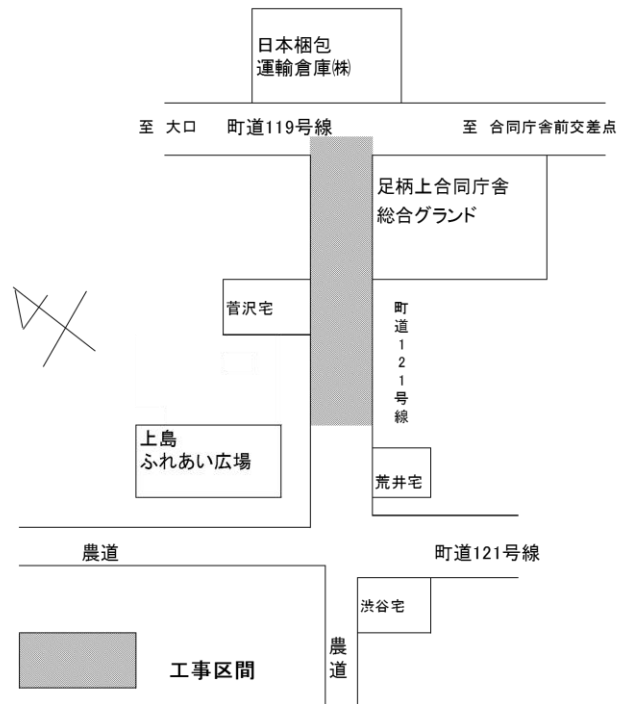 日本梱包
運輸倉庫㈱
至 大口
町道119号線
至 合同庁舎前交差点
足柄上合同庁舎
総合グランド
菅沢宅
町道121号線
上島
ふれあい広場
荒井宅
農道
町道121号線
渋谷宅
農道
工事区間